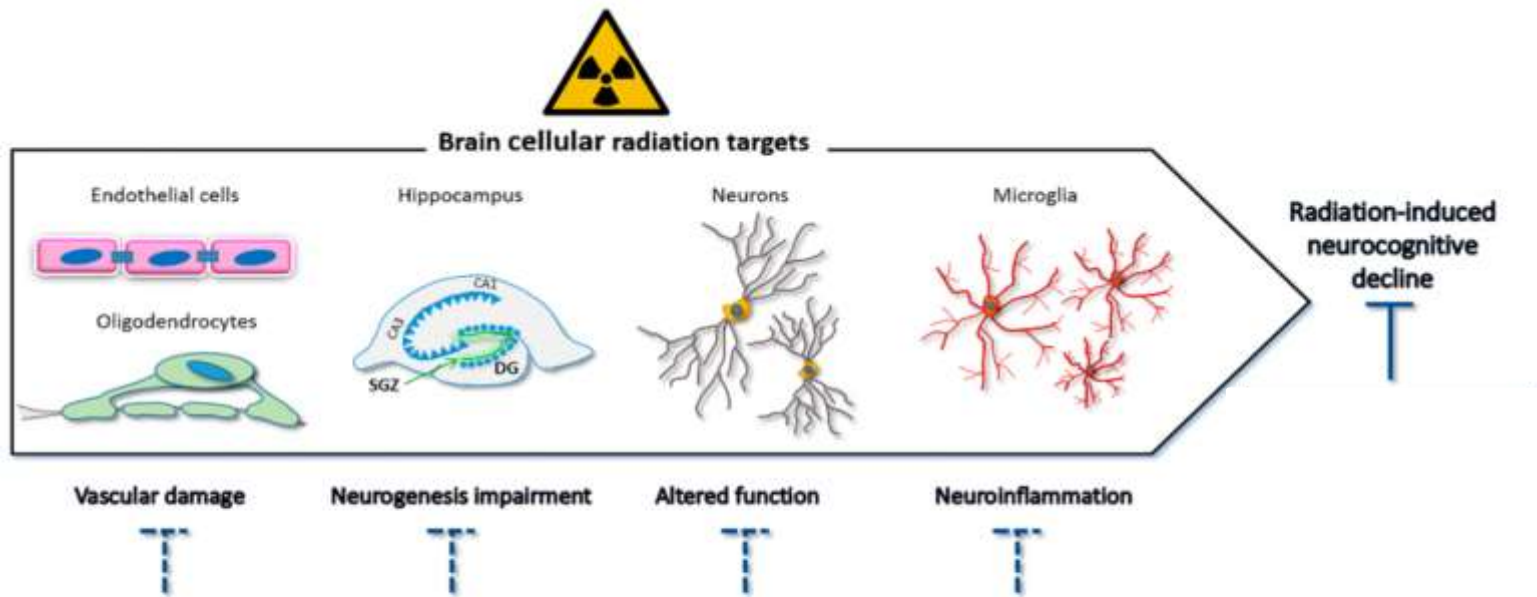 Brain cellular radiation targets
Endothelial cells
Oligodendrocytes
Hippocampus
CA1
CA3
SGZ
DG
Neurons
Microglia
Radiation-induced
neurocognitive
decline
Vascular damage
Neurogenesis impairment
Altered function
Neuroinflammation